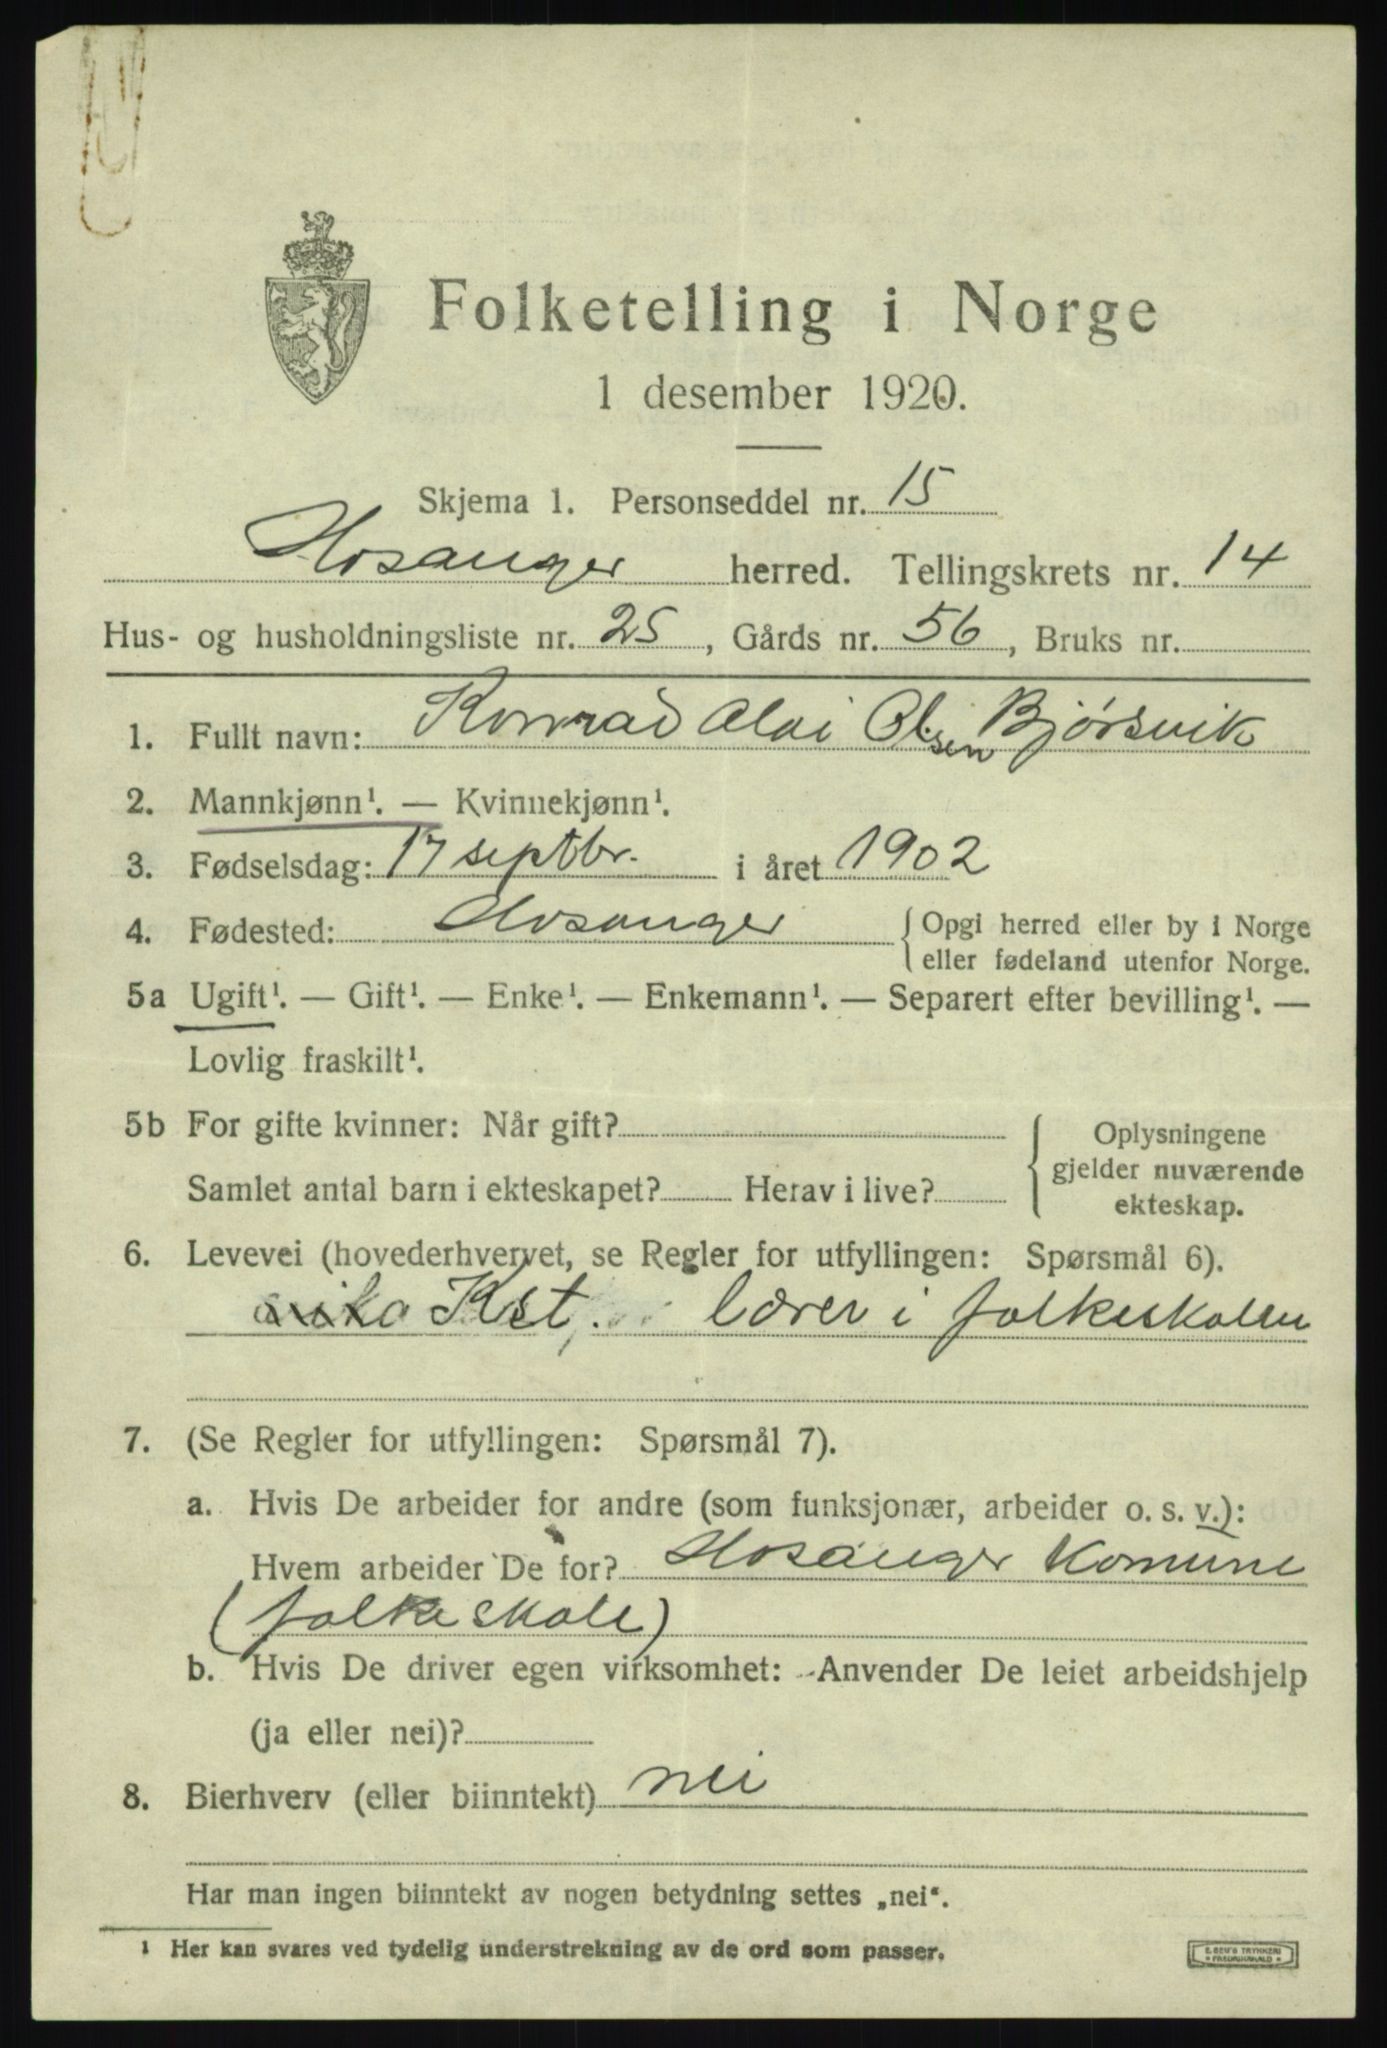 Folketelling i Norge
1 desember 1920.
Skjema 1. Personseddel nr. 15
Hosanger herred. Tellingskrets nr. 14
Hus- og husholdningsliste nr. 25, Gårds nr. 56, Bruks nr.
1. Fullt navn: Konrad Olai Olsen Bjørsvik
2. Mannkjønn¹. — Kvinnekjønn¹.
3. Fødselsdag: 17 septbr. i året 1902
4. Fødested: Hosanger { Opgi herred eller by i Norge
eller fødeland utenfor Norge.
5a Ugift¹. — Gift¹. — Enke¹. — Enkemann¹. — Separert efter bevilling¹. —
Lovlig fraskilt¹.
5b For gifte kvinner: Når gift? { Oplysningene
gjelder nuværende
Samlet antal barn i ekteskapet? Herav i live?
ekteskap.
6. Levevei (hovederhvervet, se Regler for utfyllingen: Spørsmål 6).
Kst. lærer i folkeskolen
7. (Se Regler for utfyllingen: Spørsmål 7).
a. Hvis De arbeider for andre (som funksjonær, arbeider o. s. v.):
Hvem arbeider De for? Hosanger Komune
(folkeskole)
b. Hvis De driver egen virksomhet: Anvender De leiet arbeidshjelp
(ja eller nei)?
8. Bierhverv (eller biinntekt) nei
Har man ingen biinntekt av nogen betydning settes „nei“.
¹ Her kan svares ved tydelig understrekning av de ord som passer.